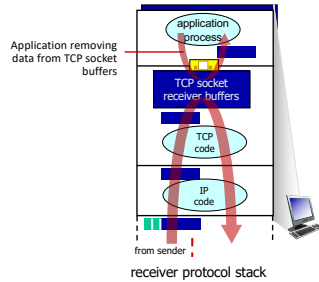 application
process
Application removing
data from TCP socket
buffers
TCP socket
receiver buffers
TCP
code
IP
code
from sender
receiver protocol stack